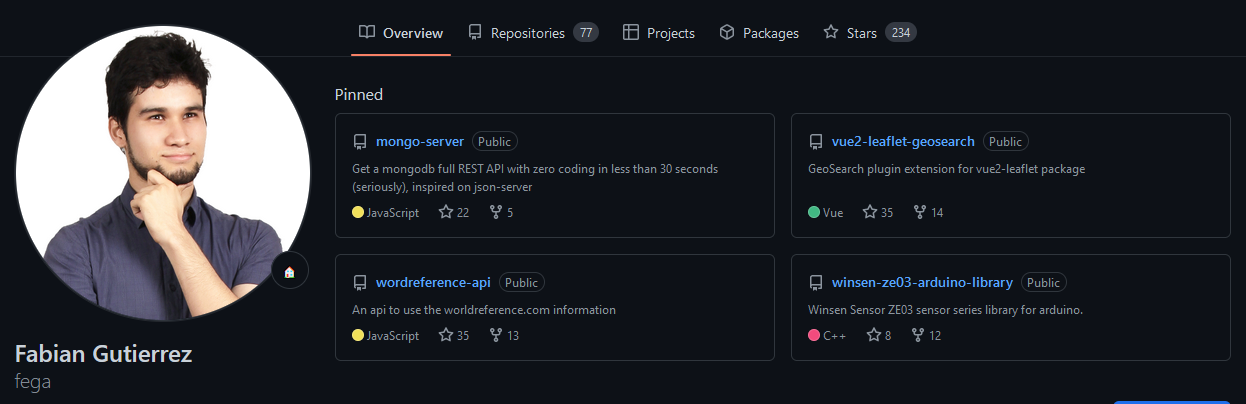 Overview
Repositories 77
Projects
Packages
Stars 234
Pinned
mongo-server Public
Get a mongodb full REST API with zero coding in less than 30 seconds
(seriously), inspired on json-server
JavaScript 22 5
vue2-leaflet-geosearch Public
GeoSearch plugin extension for vue2-leaflet package
Vue 35 14
wordreference-api Public
An api to use the worldreference.com information
JavaScript 35 13
winsen-ze03-arduino-library Public
Winsen Sensor ZE03 sensor series library for arduino.
C++ 8 12
Fabian Gutierrez
fega